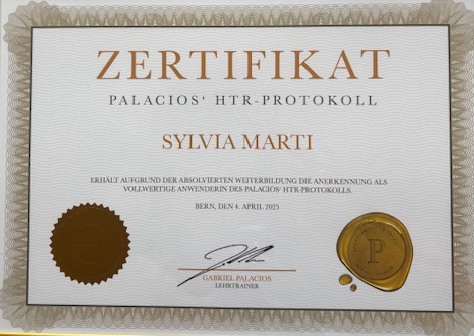 ZERTIFIKAT
PALACIOS‘ HTR-PROTOKOLL
SYLVIA MARTI
ERHÄLT AUFGRUND DER ABSOLVIERTEN WEITERBILDUNG DIE ANERKENNUNG ALS
VOLLWERTIGE ANWENDERIN DES PALACIOS‘ HTR-PROTOKOLLS.
BERN, DEN 4. APRIL 2025
GABRIEL PALACIOS
LEHRTRAINER
P